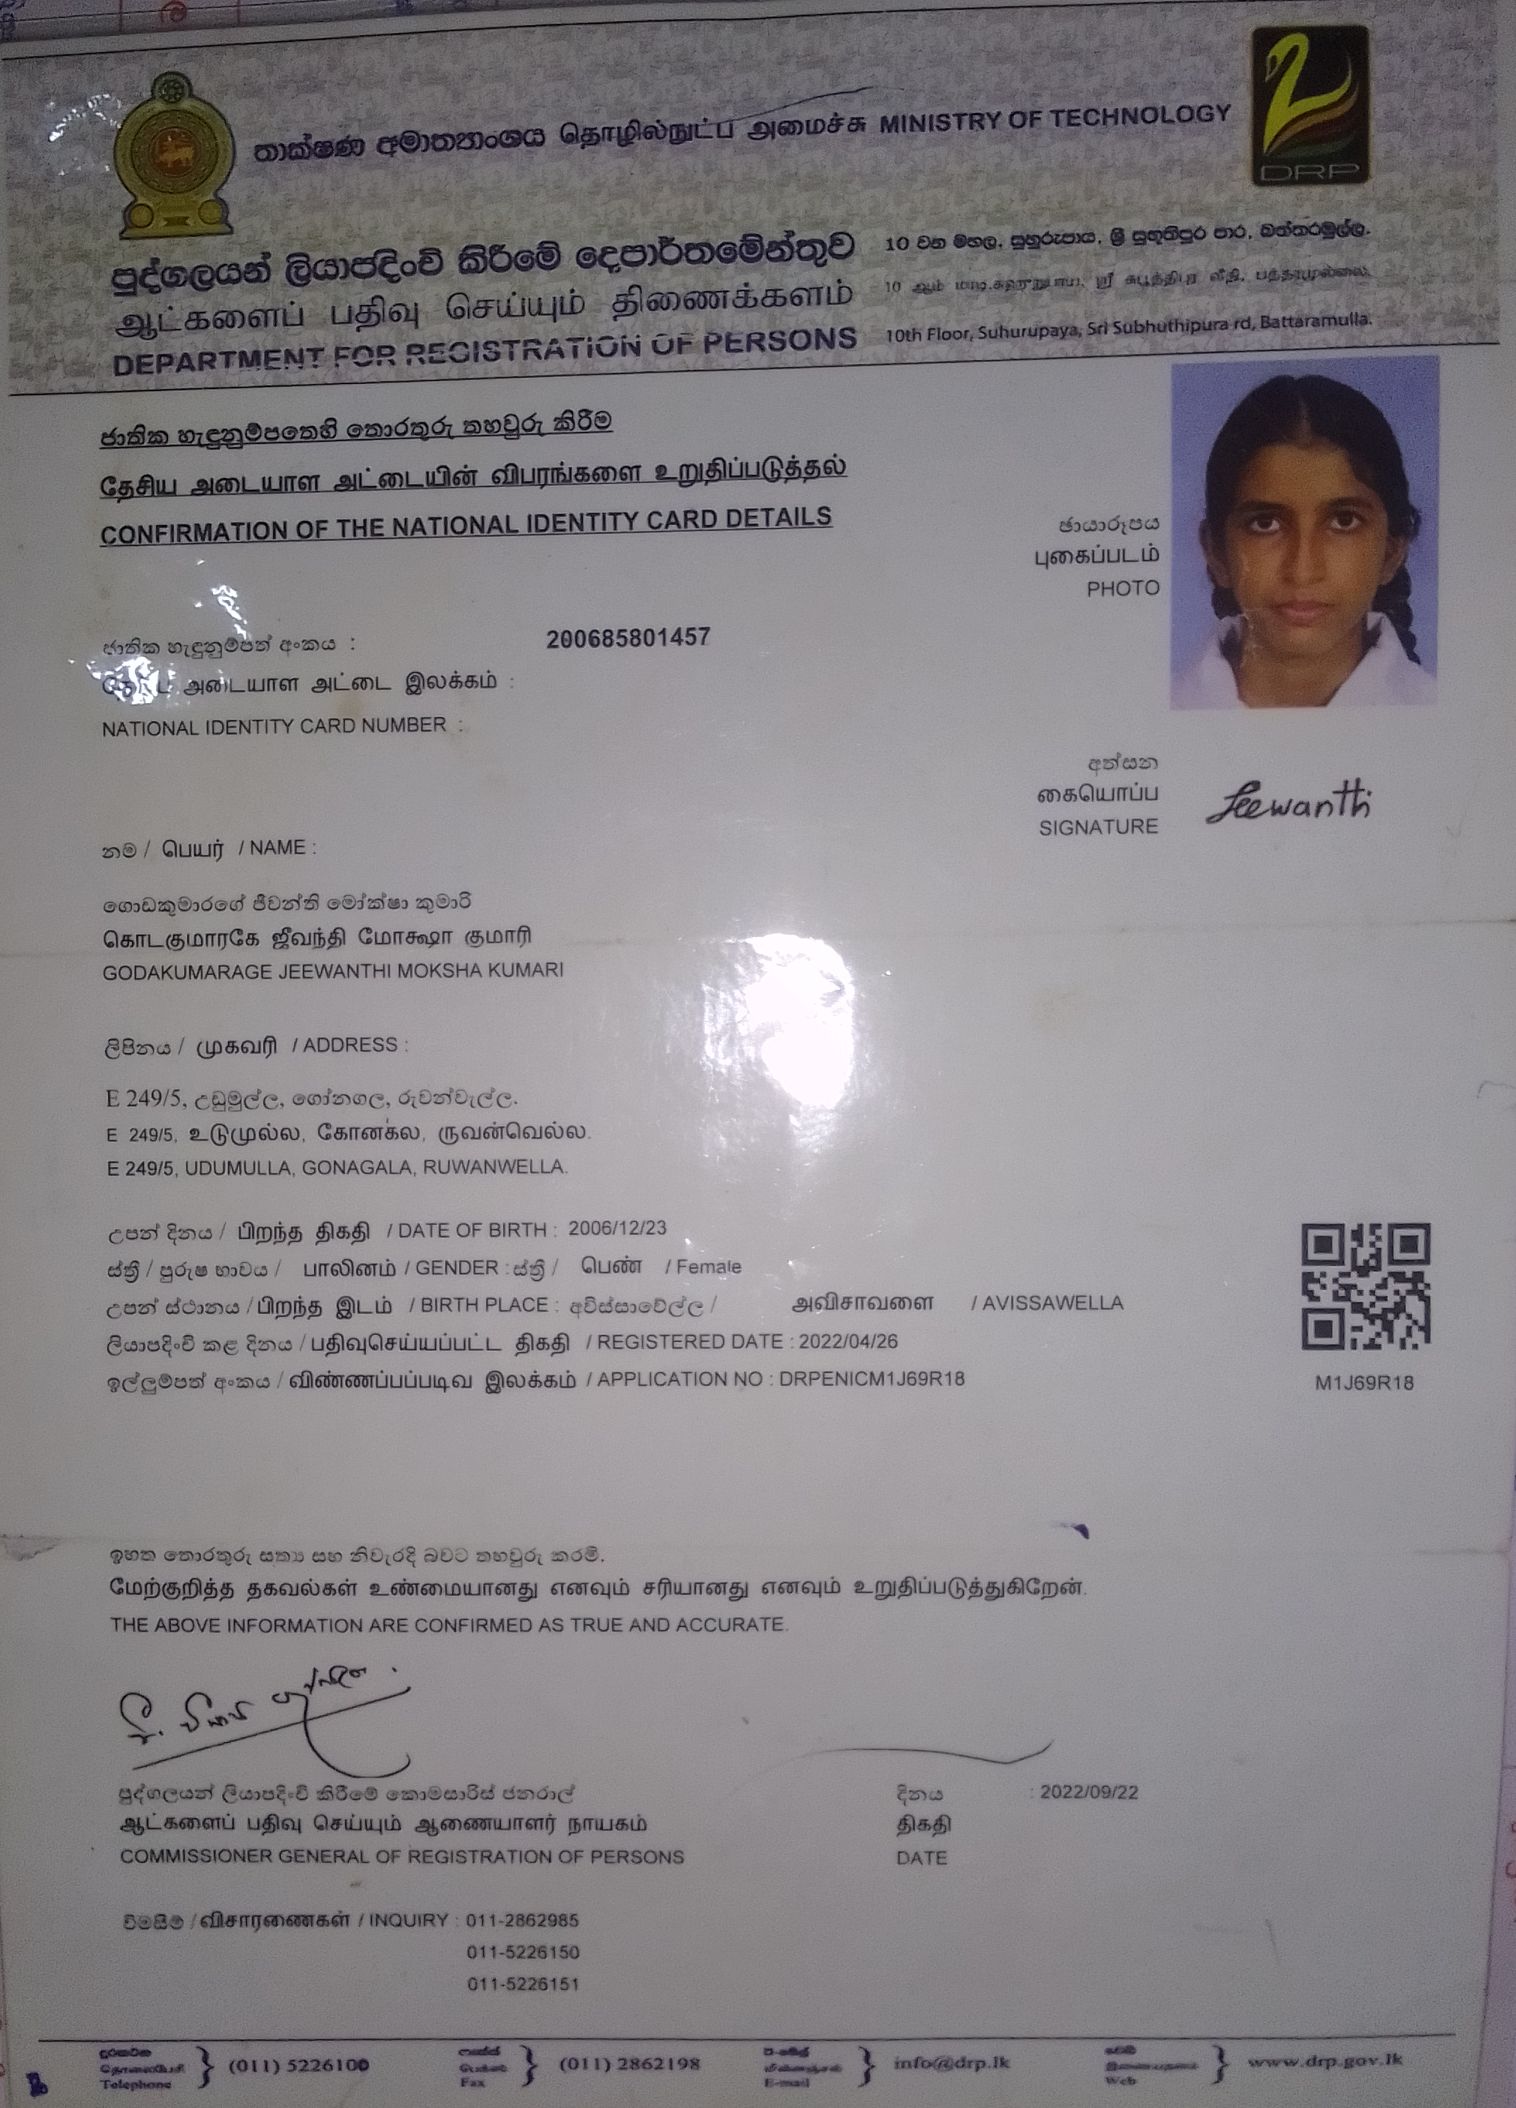 තාක්ෂණ අමාත්‍යාංශය தொழில்நுட்ப அமைச்சு MINISTRY OF TECHNOLOGY
DRP
පුද්ගලයන් ලියාපදිංචි කිරීමේ දෙපාර්තමේන්තුව
ஆட்களைப் பதிவு செய்யும் திணைக்களம்
DEPARTMENT FOR REGISTRATION OF PERSONS
10 වන මහල, සුහුරුපාය, ශ්‍රී සුභූතිපුර පාර, බත්තරමුල්ල.
10 ஆம் மாடி, சுஹுறுபாய, ஸ்ரீ சுபூத்திபுர வீதி, பத்தரமுல்லை.
10th Floor, Suhurupaya, Sri Subhuthipura rd, Battaramulla.
ජාතික හැඳුනුම්පතෙහි තොරතුරු තහවුරු කිරීම
தேசிய அடையாள அட்டையின் விபரங்களை உறுதிப்படுத்தல்
CONFIRMATION OF THE NATIONAL IDENTITY CARD DETAILS
ඡායාරූපය
புகைப்படம்
PHOTO
ජාතික හැඳුනුම්පත් අංකය : 200685801457
அடையாள அட்டை இலக்கம் :
NATIONAL IDENTITY CARD NUMBER :
අත්සන
கையொப்ப
SIGNATURE
Jeewanthi
නම / பெயர் / NAME :
ගොඩකුමාරගේ ජීවන්ති මෝක්ෂා කුමාරි
கொடகுமாரகே ஜீவந்தி மோக்ஷா குமாரி
GODAKUMARAGE JEEWANTHI MOKSHA KUMARI
ලිපිනය / முகவரி / ADDRESS :
E 249/5, උඩුමුල්ල, ගෝනගල, රුවන්වැල්ල.
E 249/5, உடுமுல்ல, கோனகல, ருவன்வெல்ல.
E 249/5, UDUMULLA, GONAGALA, RUWANWELLA.
උපන් දිනය / பிறந்த திகதி / DATE OF BIRTH : 2006/12/23
ස්ත්‍රී / පුරුෂ භාවය / பாலினம் / GENDER : ස්ත්‍රී / பெண் / Female
උපන් ස්ථානය / பிறந்த இடம் / BIRTH PLACE : අවිස්සාවේල්ල / அவிசாவளை / AVISSAWELLA
ලියාපදිංචි කළ දිනය / பதிவுசெய்யப்பட்ட திகதி / REGISTERED DATE : 2022/04/26
ඉල්ලුම්පත් අංකය / விண்ணப்பப்படிவ இலக்கம் / APPLICATION NO : DRPENICM1J69R18
M1J69R18
ඉහත තොරතුරු සත්‍ය සහ නිවැරදි බවට තහවුරු කරමි.
மேற்குறித்த தகவல்கள் உண்மையானது எனவும் சரியானது எனவும் உறுதிப்படுத்துகிறேன்.
THE ABOVE INFORMATION ARE CONFIRMED AS TRUE AND ACCURATE.
පුද්ගලයන් ලියාපදිංචි කිරීමේ කොමසාරිස් ජනරාල්
ஆட்களைப் பதிவு செய்யும் ஆணையாளர் நாயகம்
COMMISSIONER GENERAL OF REGISTRATION OF PERSONS
දිනය : 2022/09/22
திகதி
DATE
විමසීම් / விசாரணைகள் / INQUIRY : 011-2862985
011-5226150
011-5226151
දුරකථන
தொலைபேசி
Telephone
(011) 5226100
ෆැක්ස්
பெக்ஸ்
Fax
(011) 2862198
ඊ-මේල්
மின்னஞ்சல்
E-mail
info@drp.lk
වෙබ්
இணையதளம்
Web
www.drp.gov.lk